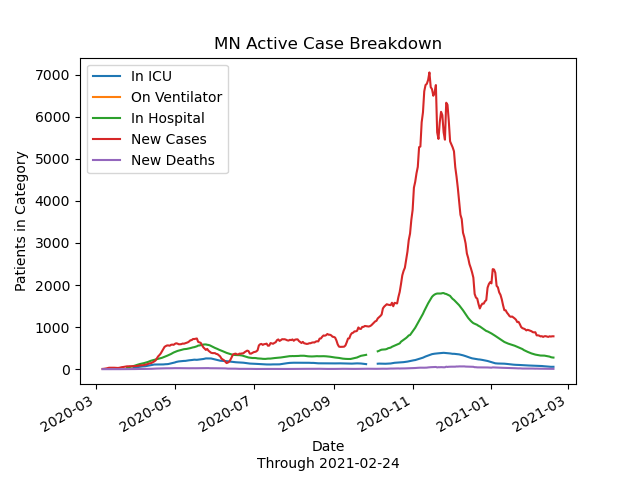 MN Active Case Breakdown
In ICU
On Ventilator
In Hospital
New Cases
New Deaths
Patients in Category
7000
6000
5000
4000
3000
2000
1000
0
2020-03
2020-05
2020-07
2020-09
2020-11
2021-01
2021-03
Date
Through 2021-02-24